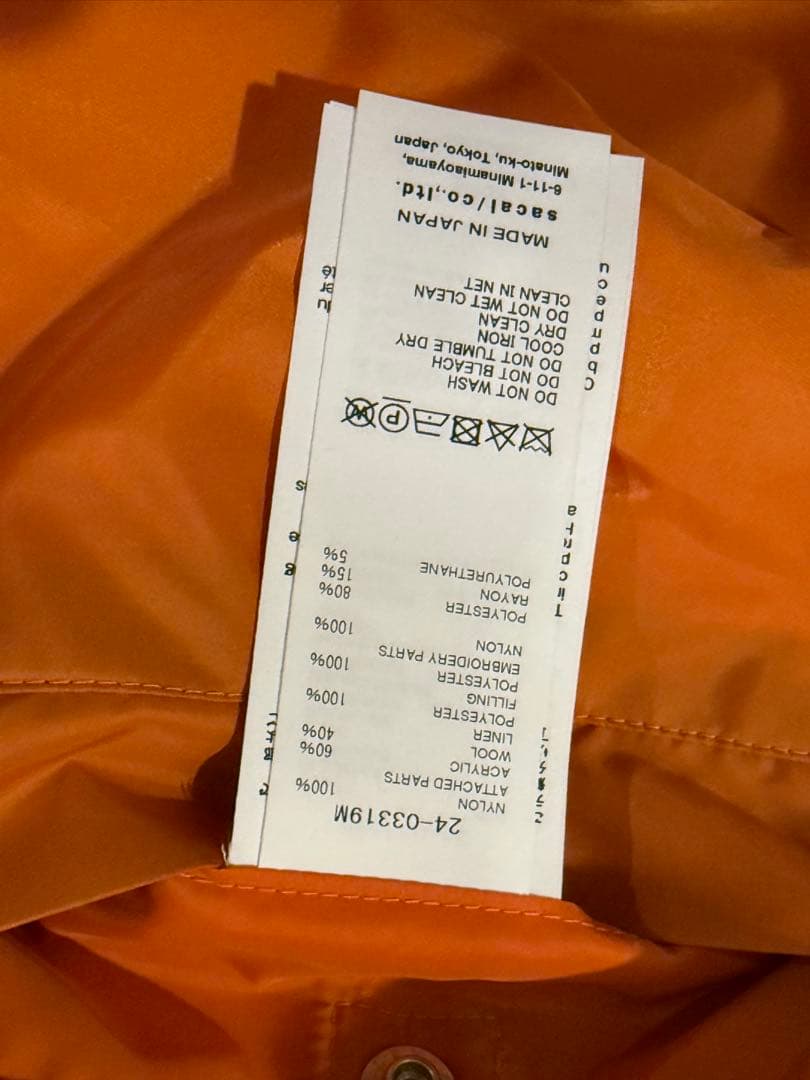 24-03319M
NYLON 100%
ATTACHED PARTS
ACRYLIC 60%
WOOL 40%
LINER
POLYESTER 100%
FILLING
POLYESTER 100%
EMBROIDERY PARTS
NYLON 100%
POLYESTER 80%
RAYON 15%
POLYURETHANE 5%
DO NOT WASH
DO NOT BLEACH
DO NOT TUMBLE DRY
COOL IRON
DRY CLEAN
DO NOT WET CLEAN
CLEAN IN NET
MADE IN JAPAN
sacai/co.,ltd.
6-11-1 Minamiaoyama,
Minato-ku, Tokyo, Japan